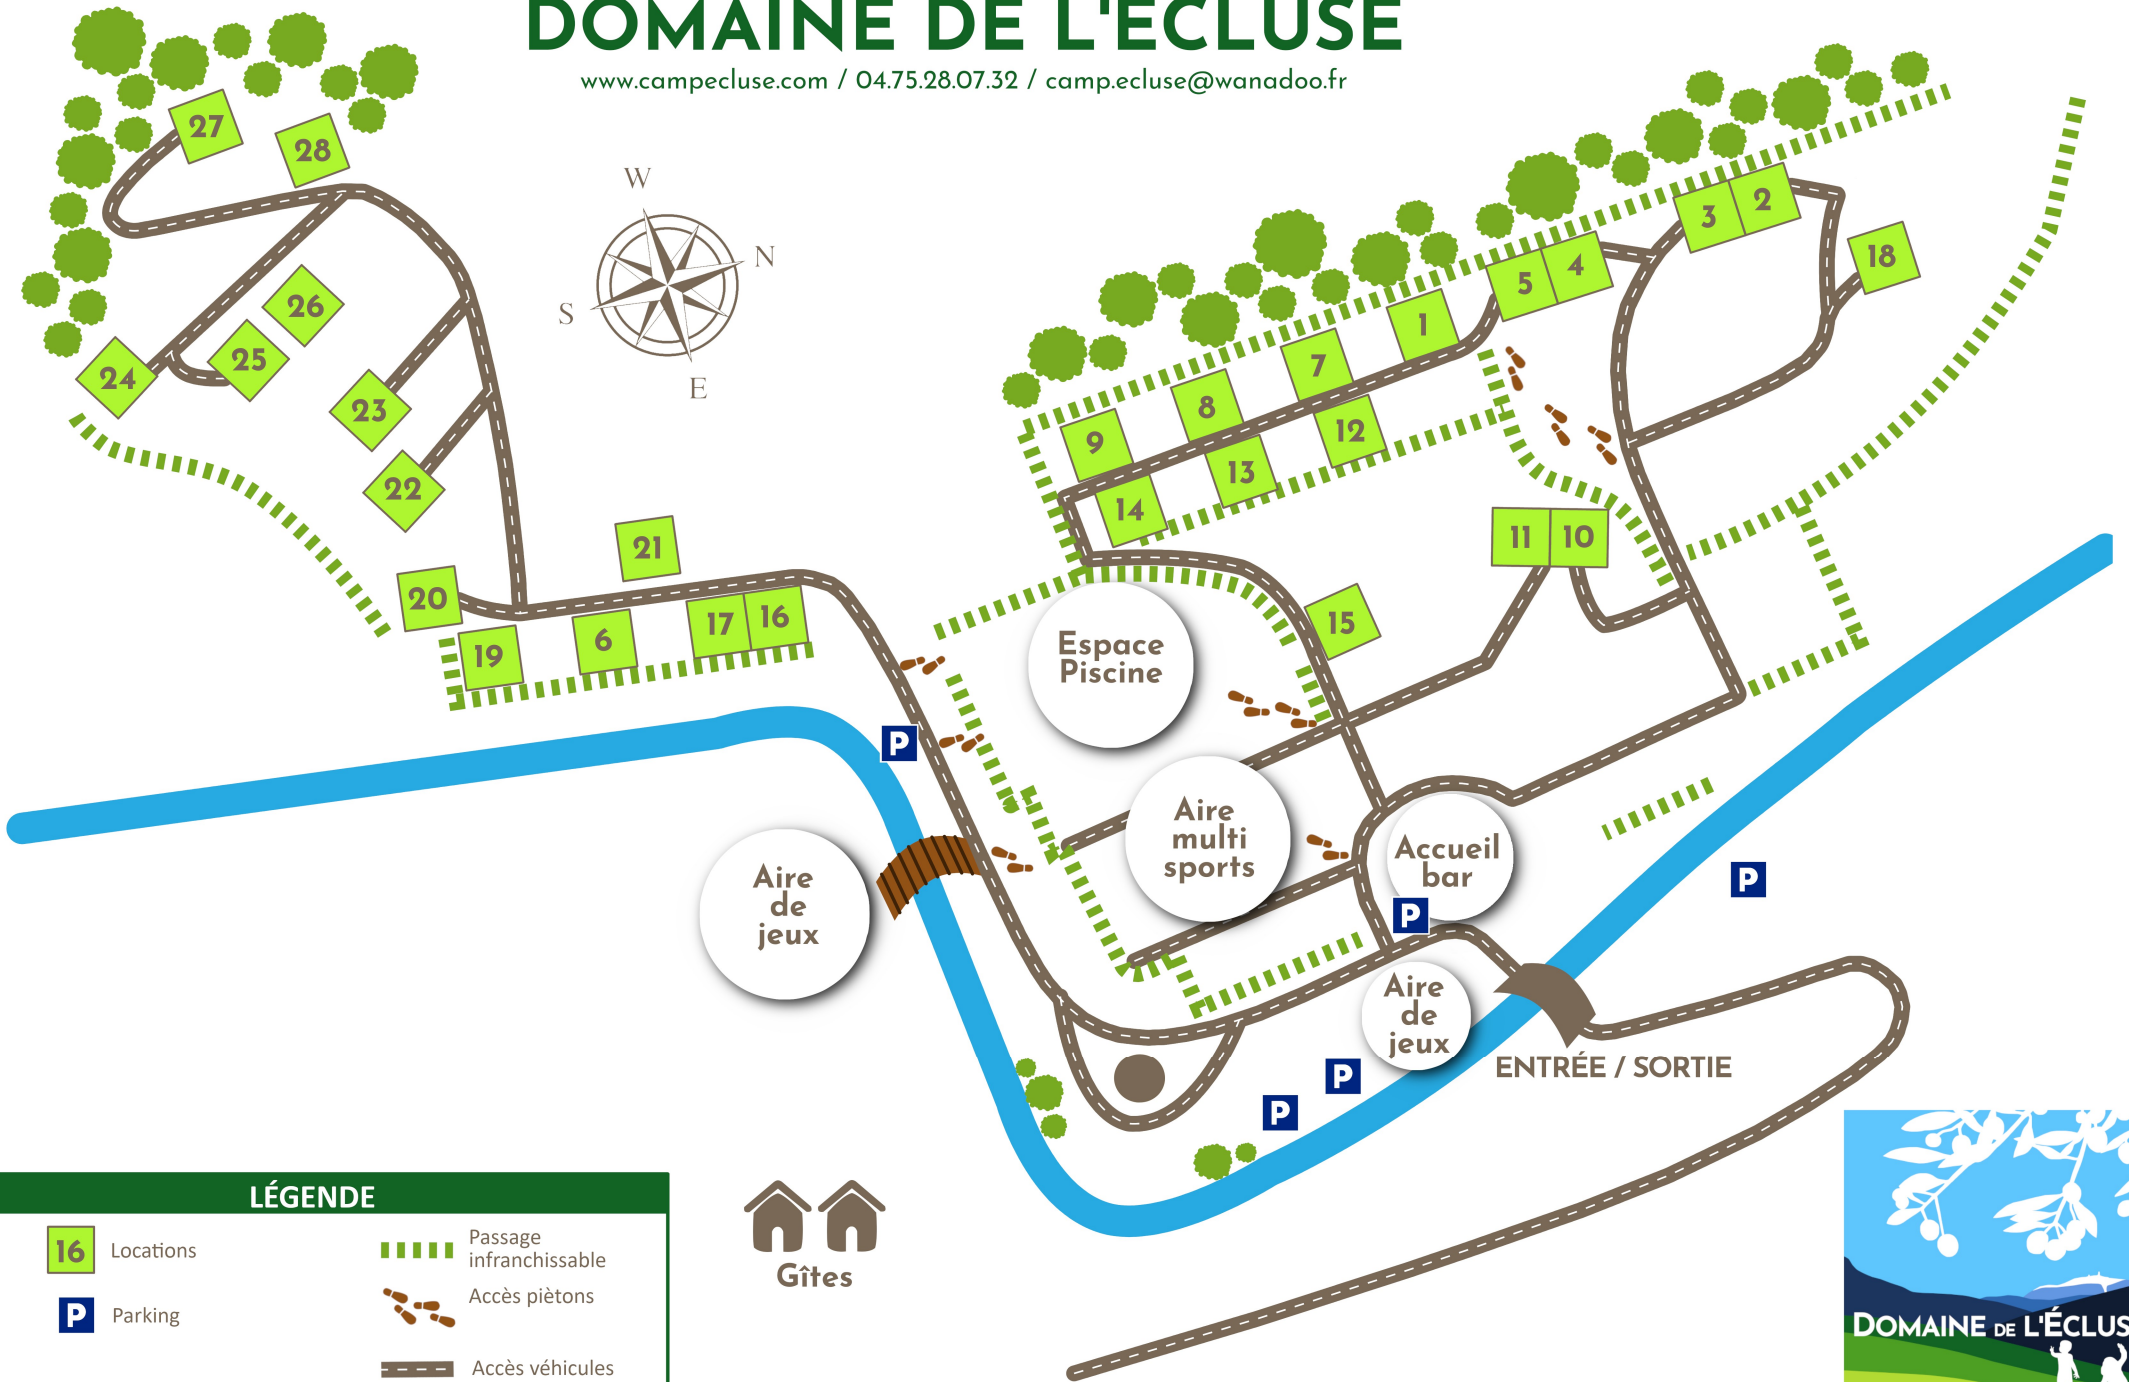 DOMAINE DE L'ÉCLUSE
www.campecluse.com / 04.75.28.07.32 / camp.ecluse@wanadoo.fr
27
28
W
N
S
E
26
25
24
23
22
21
20
19
6
17
16
2
3
18
4
5
1
7
8
9
12
13
14
11
10
15
Espace
Piscine
Aire
multi
sports
Accueil
bar
P
P
P
P
P
Aire
de
jeux
Aire
de
jeux
ENTRÉE / SORTIE
Gîtes
LÉGENDE
16
Locations
Passage
infranchissable
P
Parking
Accès piètons
Accès véhicules
DOMAINE DE L'ÉCLUS